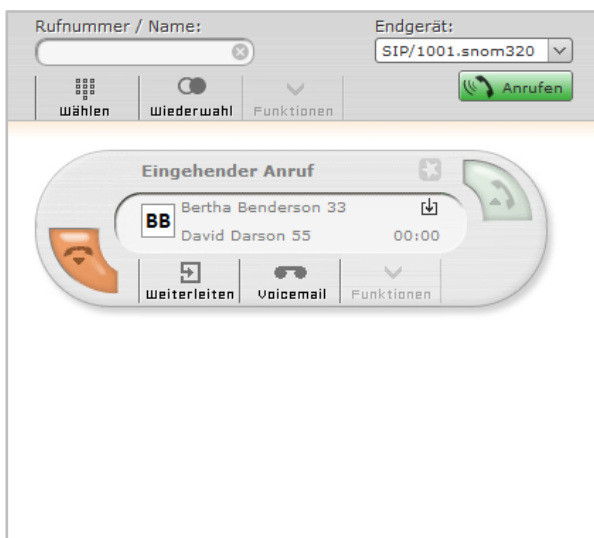 Rufnummer / Name:
Endgerät:
SIP/1001.snom320
Wählen
Wiederwahl
Funktionen
Anrufen
Eingehender Anruf
BB
Bertha Benderson 33
David Darson 55
00:00
Weiterleiten
Voicemail
Funktionen